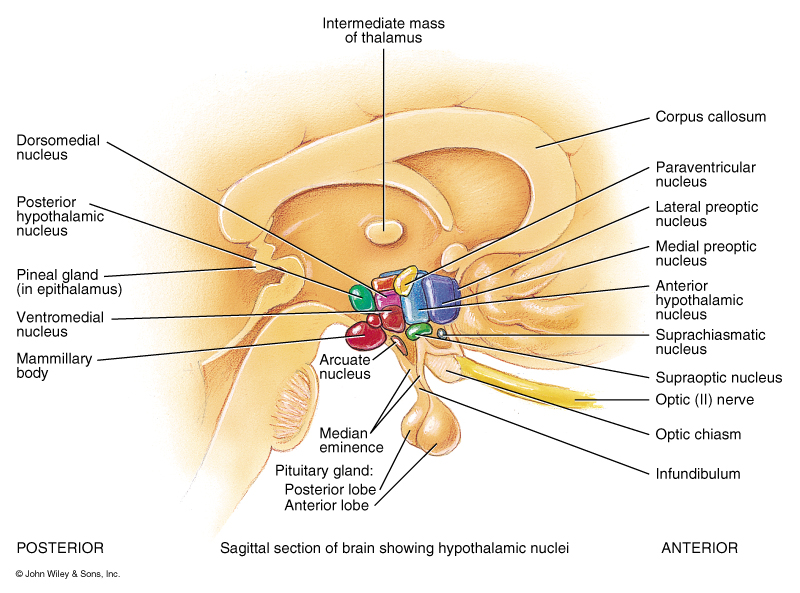 Intermediate mass
of thalamus
Corpus callosum
Dorsomedial
nucleus
Paraventricular
nucleus
Posterior
hypothalamic
nucleus
Lateral preoptic
nucleus
Medial preoptic
nucleus
Pineal gland
(in epithalamus)
Anterior
hypothalamic
nucleus
Ventromedial
nucleus
Suprachiasmatic
nucleus
Mammillary
body
Arcuate
nucleus
Supraoptic nucleus
Optic (II) nerve
Median
eminence
Optic chiasm
Pituitary gland:
Posterior lobe
Anterior lobe
Infundibulum
POSTERIOR
Sagittal section of brain showing hypothalamic nuclei
ANTERIOR
© John Wiley & Sons, Inc.